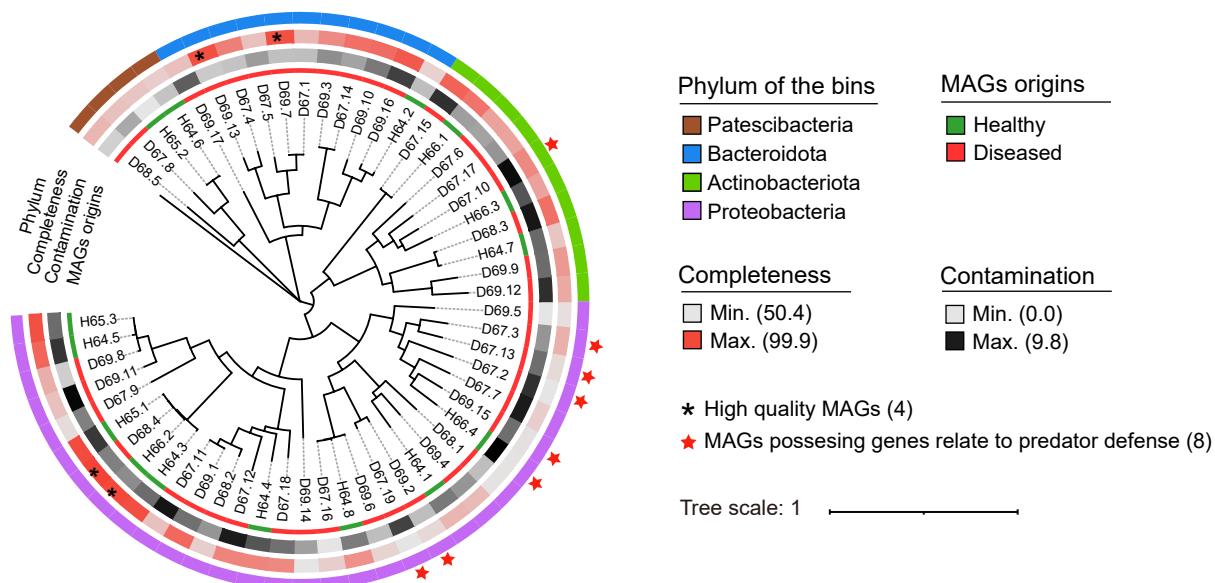 Phylum
Completeness
Contamination
MAGs origins
D68.5
D67.8
H65.2
H64.6
D69.17
D69.13
D67.4
D67.5
D69.7
D67.1
D69.3
D67.14
D69.10
D69.16
H64.2
D67.15
H66.1
D67.6
D67.17
D67.10
H66.3
D68.3
H64.7
D69.9
D69.12
D69.5
D67.3
D67.13
D67.2
D67.7
D69.15
H66.4
D68.1
D69.4
H64.1
D69.2
D67.19
D69.6
H64.8
D67.16
D69.14
D67.18
H64.4
D67.12
D68.2
D69.1
D67.11
H64.3
H66.2
D68.4
H65.1
D67.9
D69.11
D69.8
H64.5
H65.3
*
*
*
*
Phylum of the bins
Patescibacteria
Bacteroidota
Actinobacteriota
Proteobacteria
MAGs origins
Healthy
Diseased
Completeness
Min. (50.4)
Max. (99.9)
Contamination
Min. (0.0)
Max. (9.8)
* High quality MAGs (4)
MAGs possesing genes relate to predator defense (8)
Tree scale: 1